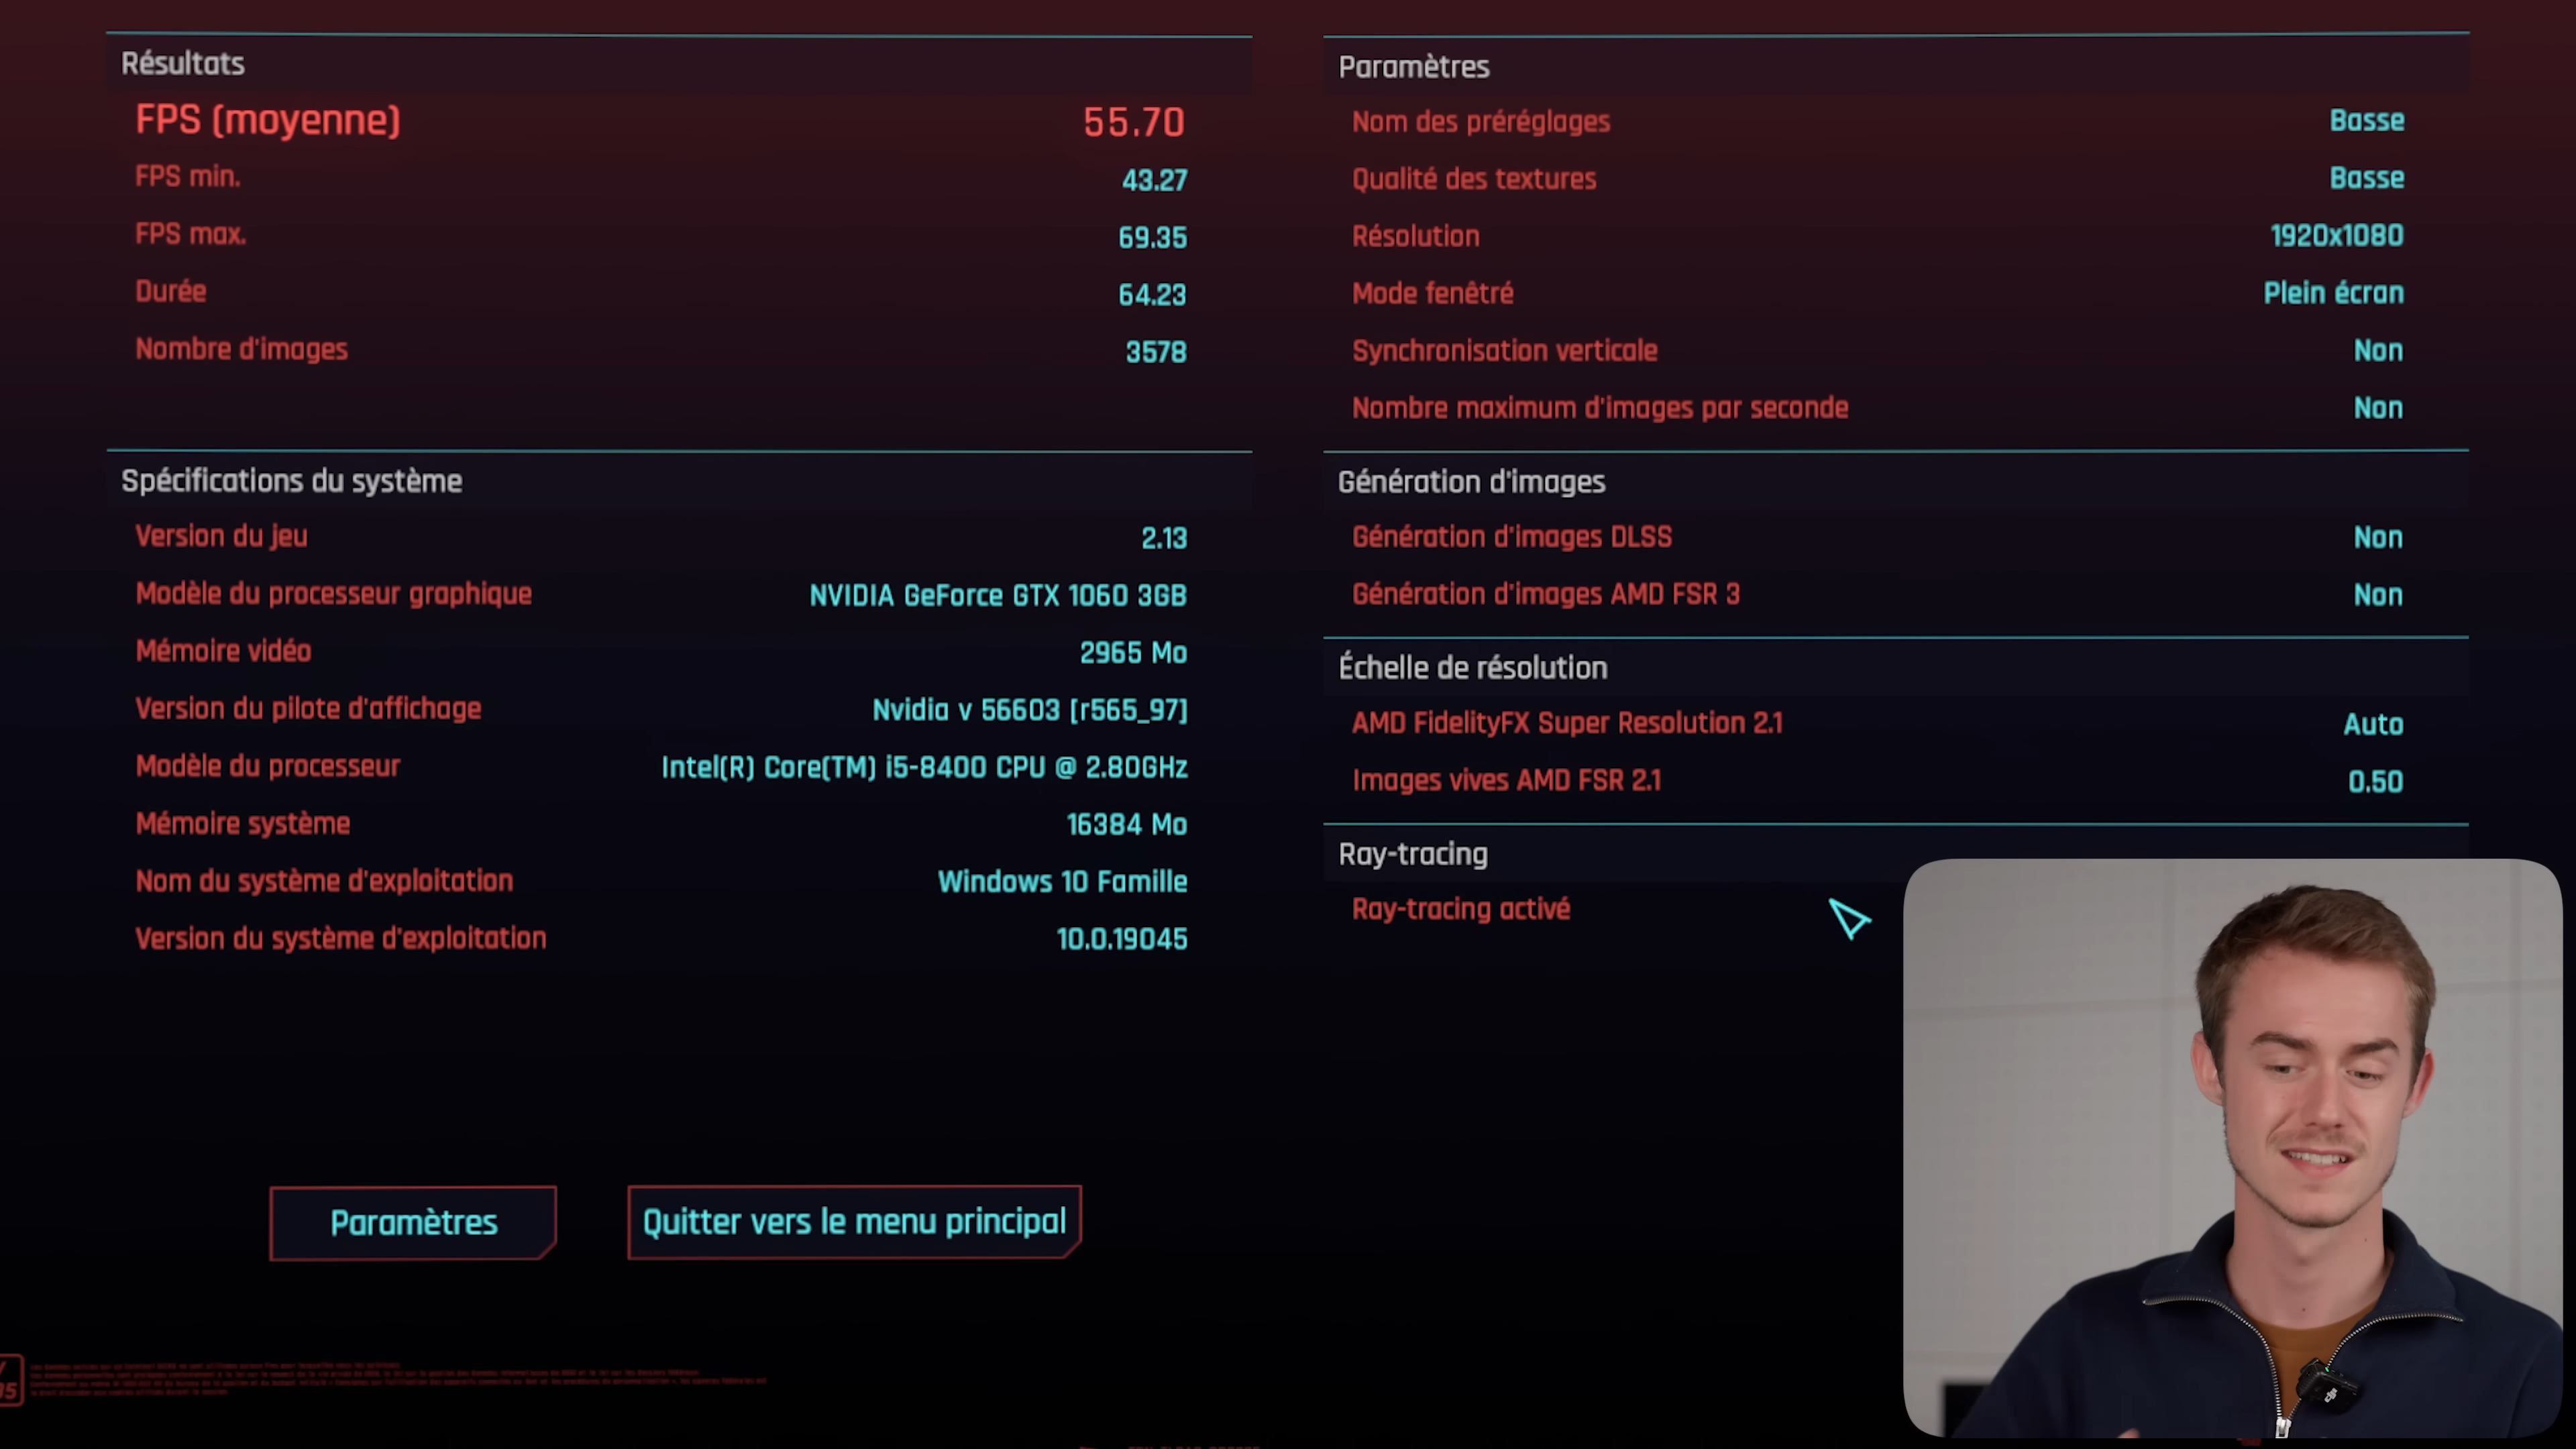 Résultats
FPS (moyenne) 55.70
FPS min. 43.27
FPS max. 69.35
Durée 64.23
Nombre d'images 3578
Spécifications du système
Version du jeu 2.13
Modèle du processeur graphique NVIDIA GeForce GTX 1060 3GB
Mémoire vidéo 2965 Mo
Version du pilote d'affichage Nvidia v 56603 [r565_97]
Modèle du processeur Intel(R) Core(TM) i5-8400 CPU @ 2.80GHz
Mémoire système 16384 Mo
Nom du système d'exploitation Windows 10 Famille
Version du système d'exploitation 10.0.19045
Paramètres
Nom des préréglages Basse
Qualité des textures Basse
Résolution 1920x1080
Mode fenêtré Plein écran
Synchronisation verticale Non
Nombre maximum d'images par seconde Non
Génération d'images
Génération d'images DLSS Non
Génération d'images AMD FSR 3 Non
Échelle de résolution
AMD FidelityFX Super Resolution 2.1 Auto
Images vives AMD FSR 2.1 0.50
Ray-tracing
Ray-tracing activé
Paramètres
Quitter vers le menu principal